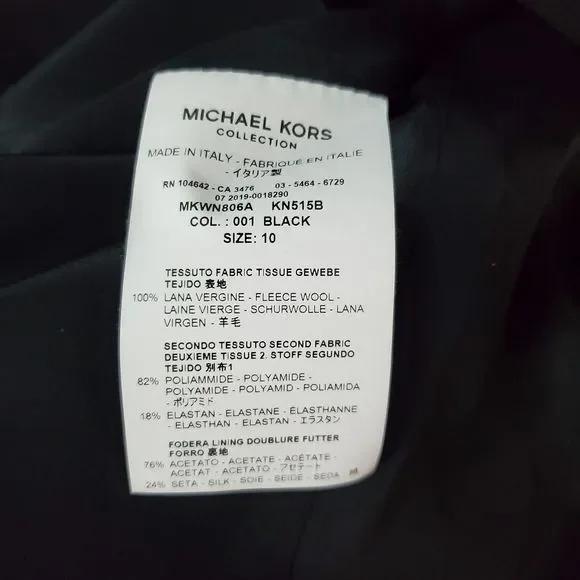 MICHAEL KORS
COLLECTION
MADE IN ITALY - FABRIQUÉ EN ITALIE
- イタリア製
RN 104642 - CA 3476 03 - 5464 - 6729
07 2019-0018290
MKWN806A KN515B
COL. : 001 BLACK
SIZE: 10
TESSUTO FABRIC TISSUE GEWEBE
TEJIDO 表地
100% LANA VERGINE - FLEECE WOOL -
LAINE VIERGE - SCHURWOLLE - LANA
VIRGEN - 羊毛
SECONDO TESSUTO SECOND FABRIC
DEUXIEME TISSUE 2. STOFF SEGUNDO
TEJIDO 別布1
82% POLIAMMIDE - POLYAMIDE -
POLYAMIDE - POLYAMID - POLIAMIDA
- ポリアミド
18% ELASTAN - ELASTANE - ÉLASTHANNE
- ELASTHAN - ELASTAN - エラスタン
FODERA LINING DOUBLURE FUTTER
FORRO 裏地
76% ACETATO - ACETATE - ACÉTATE -
ACETAT - ACETATO - アセテート
24% SETA - SILK - SOIE - SEIDE - SEDA - 絹